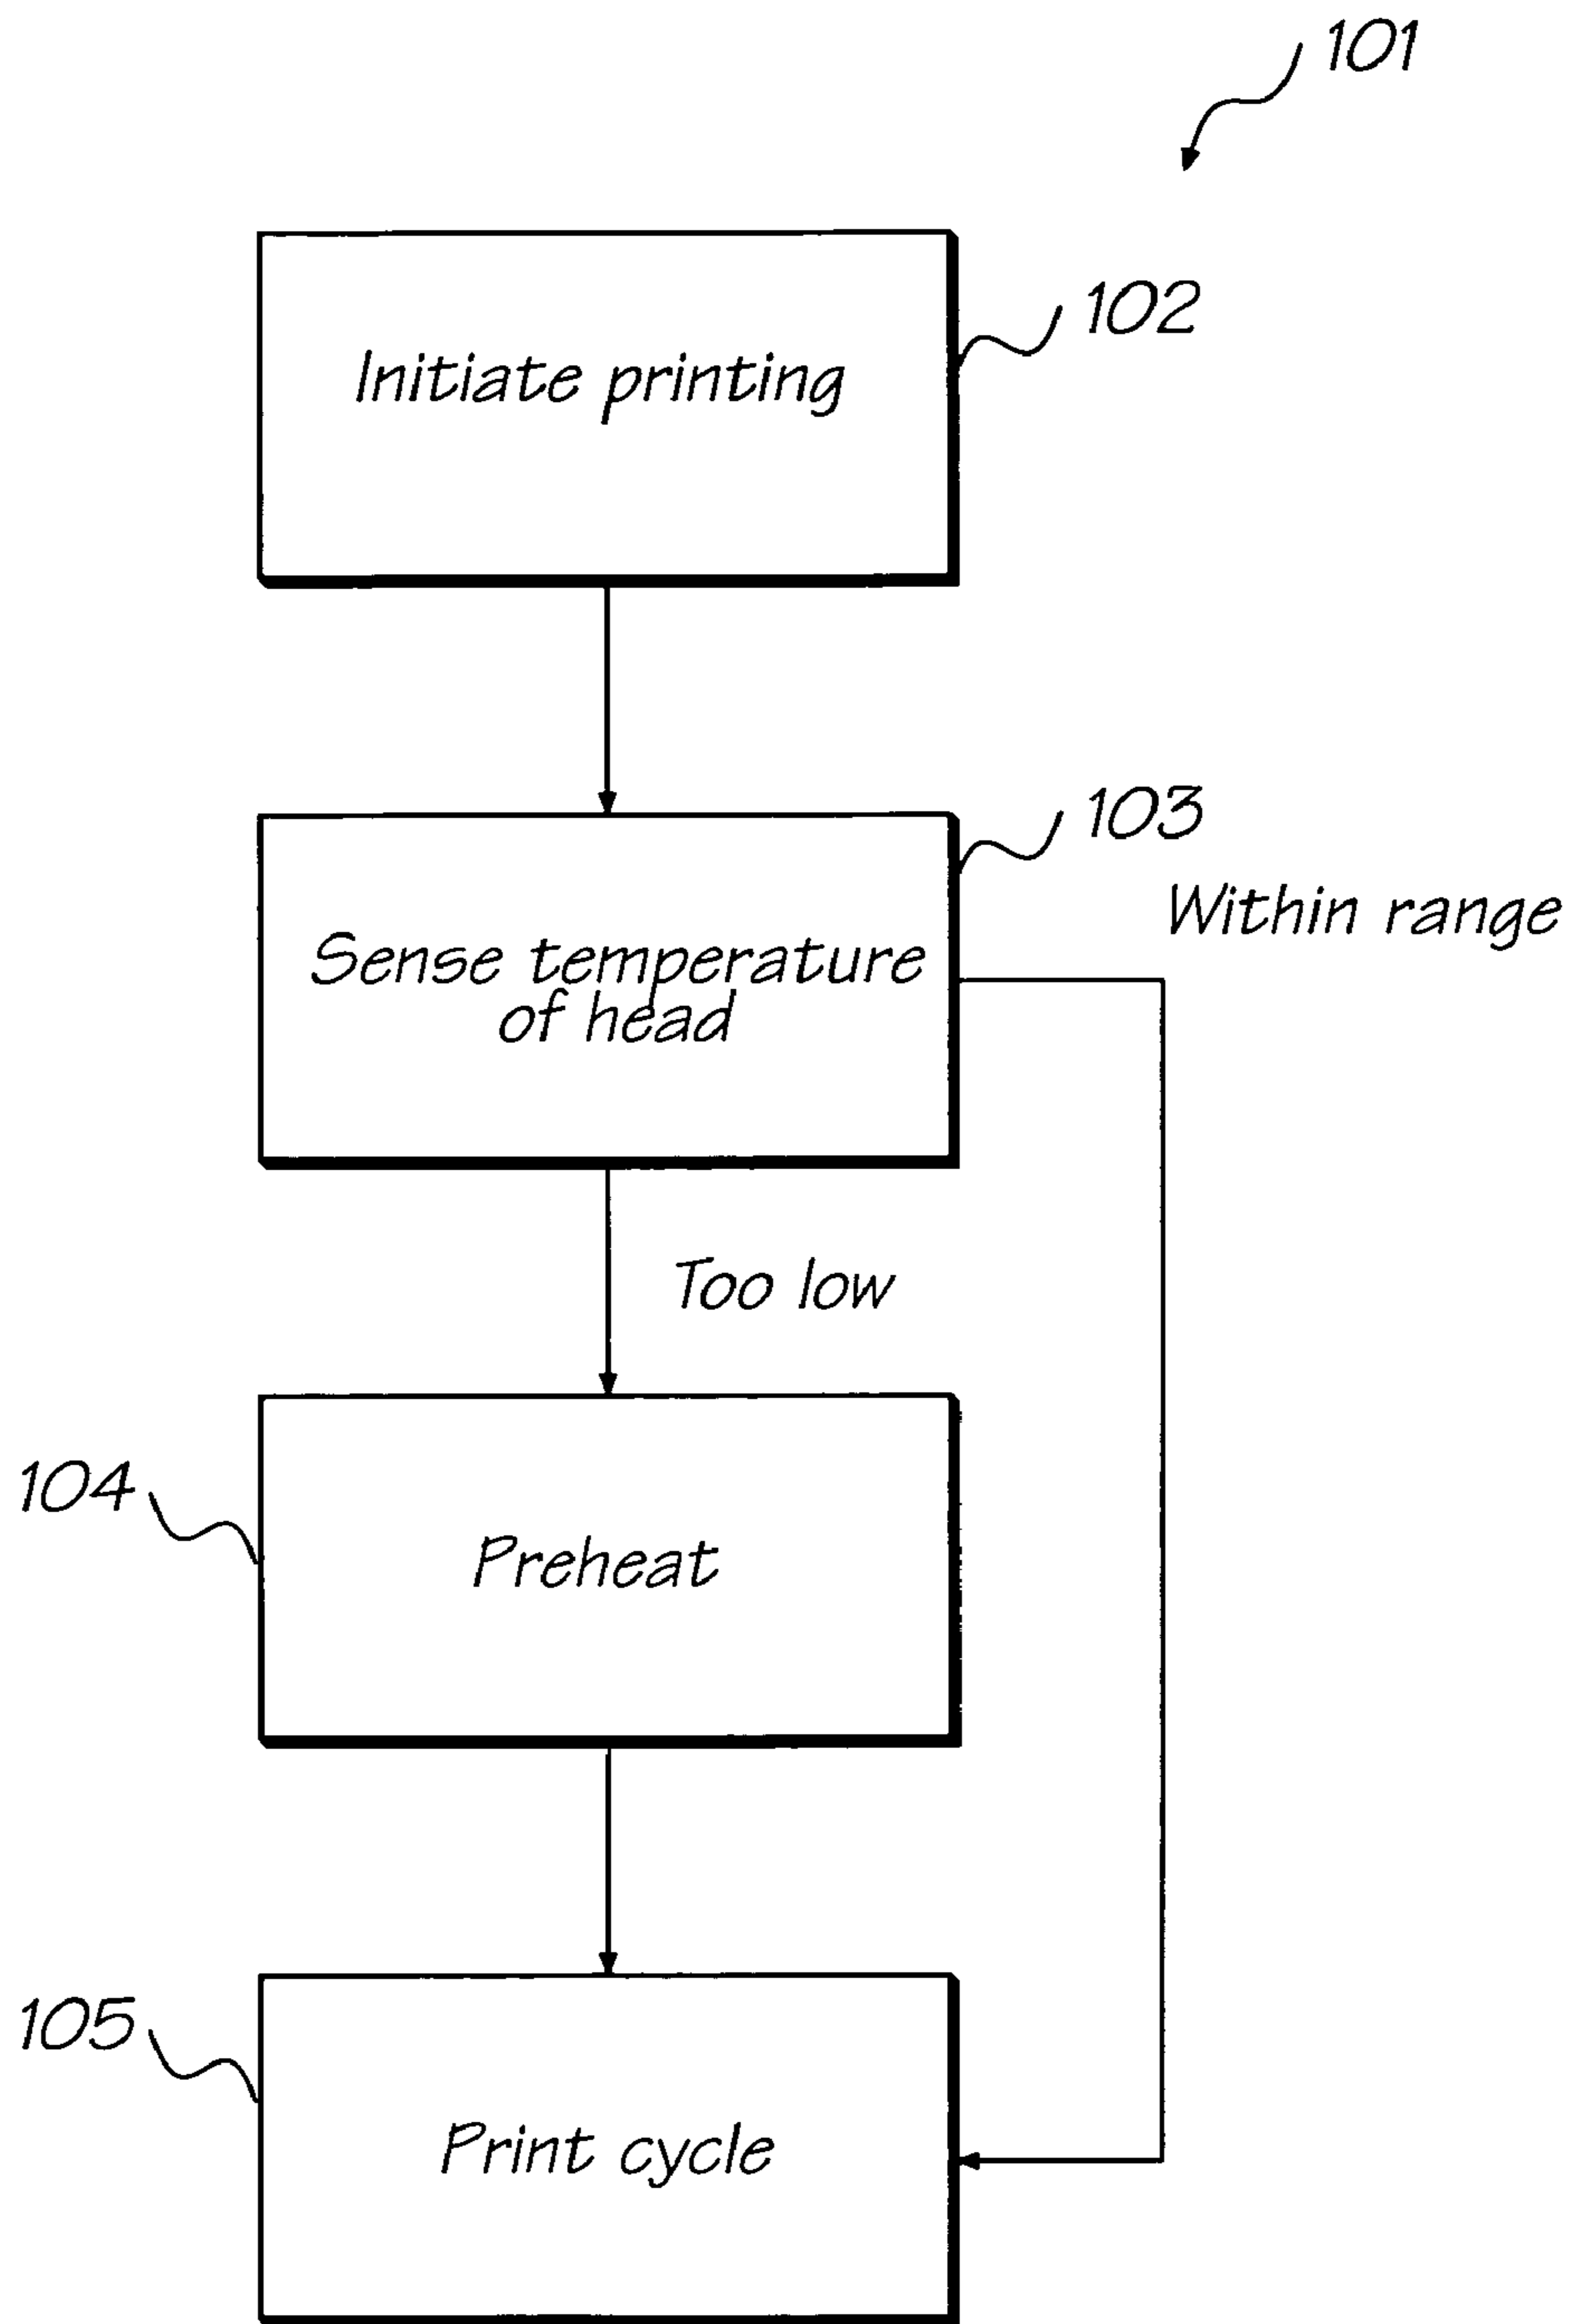 101
Initiate printing
102
103
Within range
Sense temperature
of head
Too low
104
Preheat
105
Print cycle